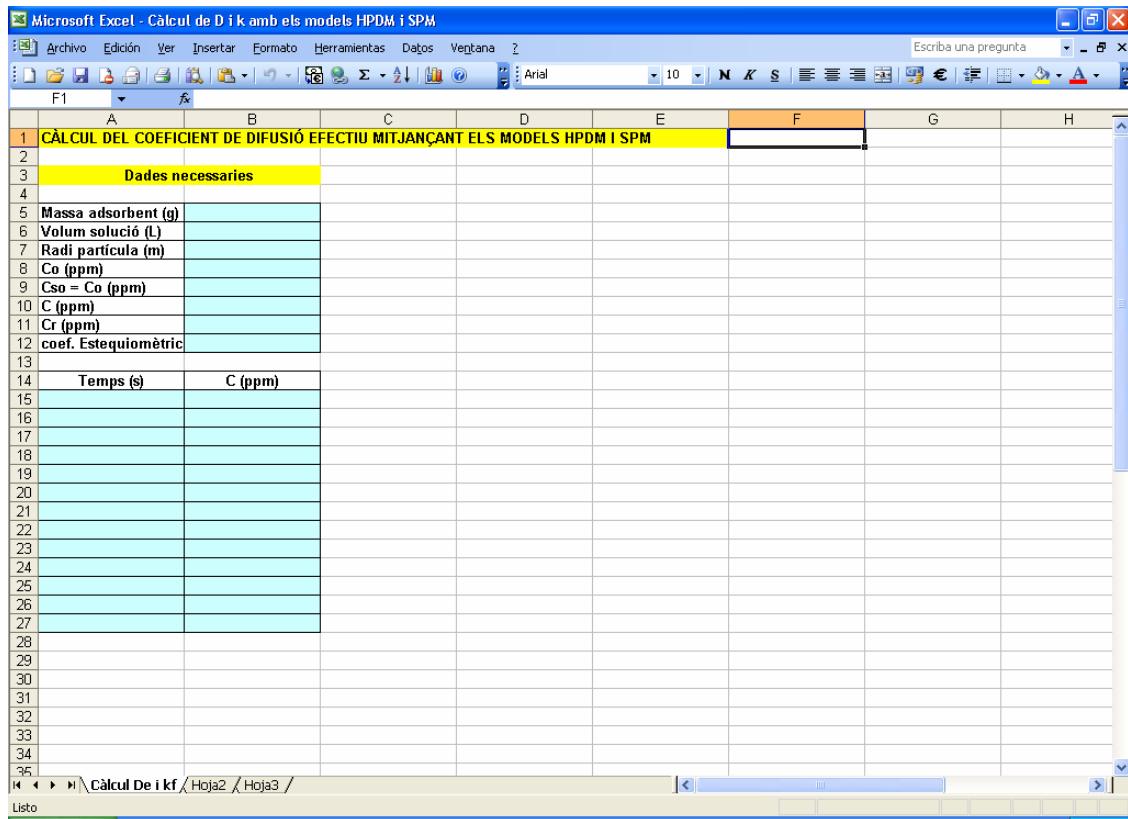 Microsoft Excel - Càlcul de D i k amb els models HPDM i SPM
Archivo Edición Ver Insertar Formato Herramientas Datos Ventana ? Escriba una pregunta
Arial 10 N K S
F1 fx
A B C D E F G H
1 CÀLCUL DEL COEFICIENT DE DIFUSIÓ EFECTIU MITJANÇANT ELS MODELS HPDM I SPM
2
3 Dades necessaries
4
5 Massa adsorbent (g)
6 Volum solució (L)
7 Radi partícula (m)
8 Co (ppm)
9 Cso = Co (ppm)
10 C (ppm)
11 Cr (ppm)
12 coef. Estequiomètric
13
14 Temps (s) C (ppm)
15
16
17
18
19
20
21
22
23
24
25
26
27
28
29
30
31
32
33
34
35
Càlcul De i kf Hoja2 Hoja3
Listo